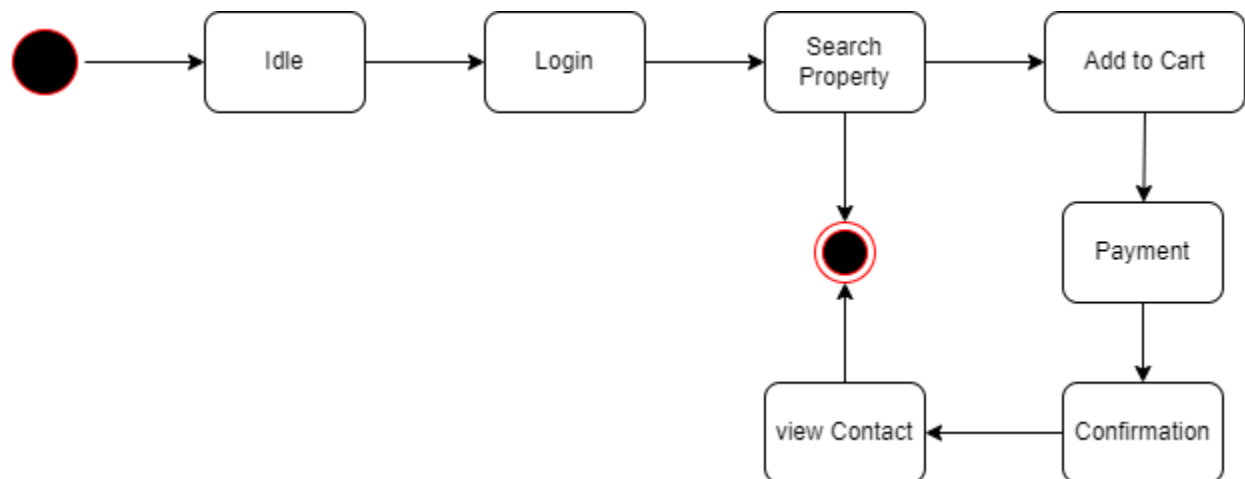 Idle
Login
Search
Property
Add to Cart
Payment
view Contact
Confirmation